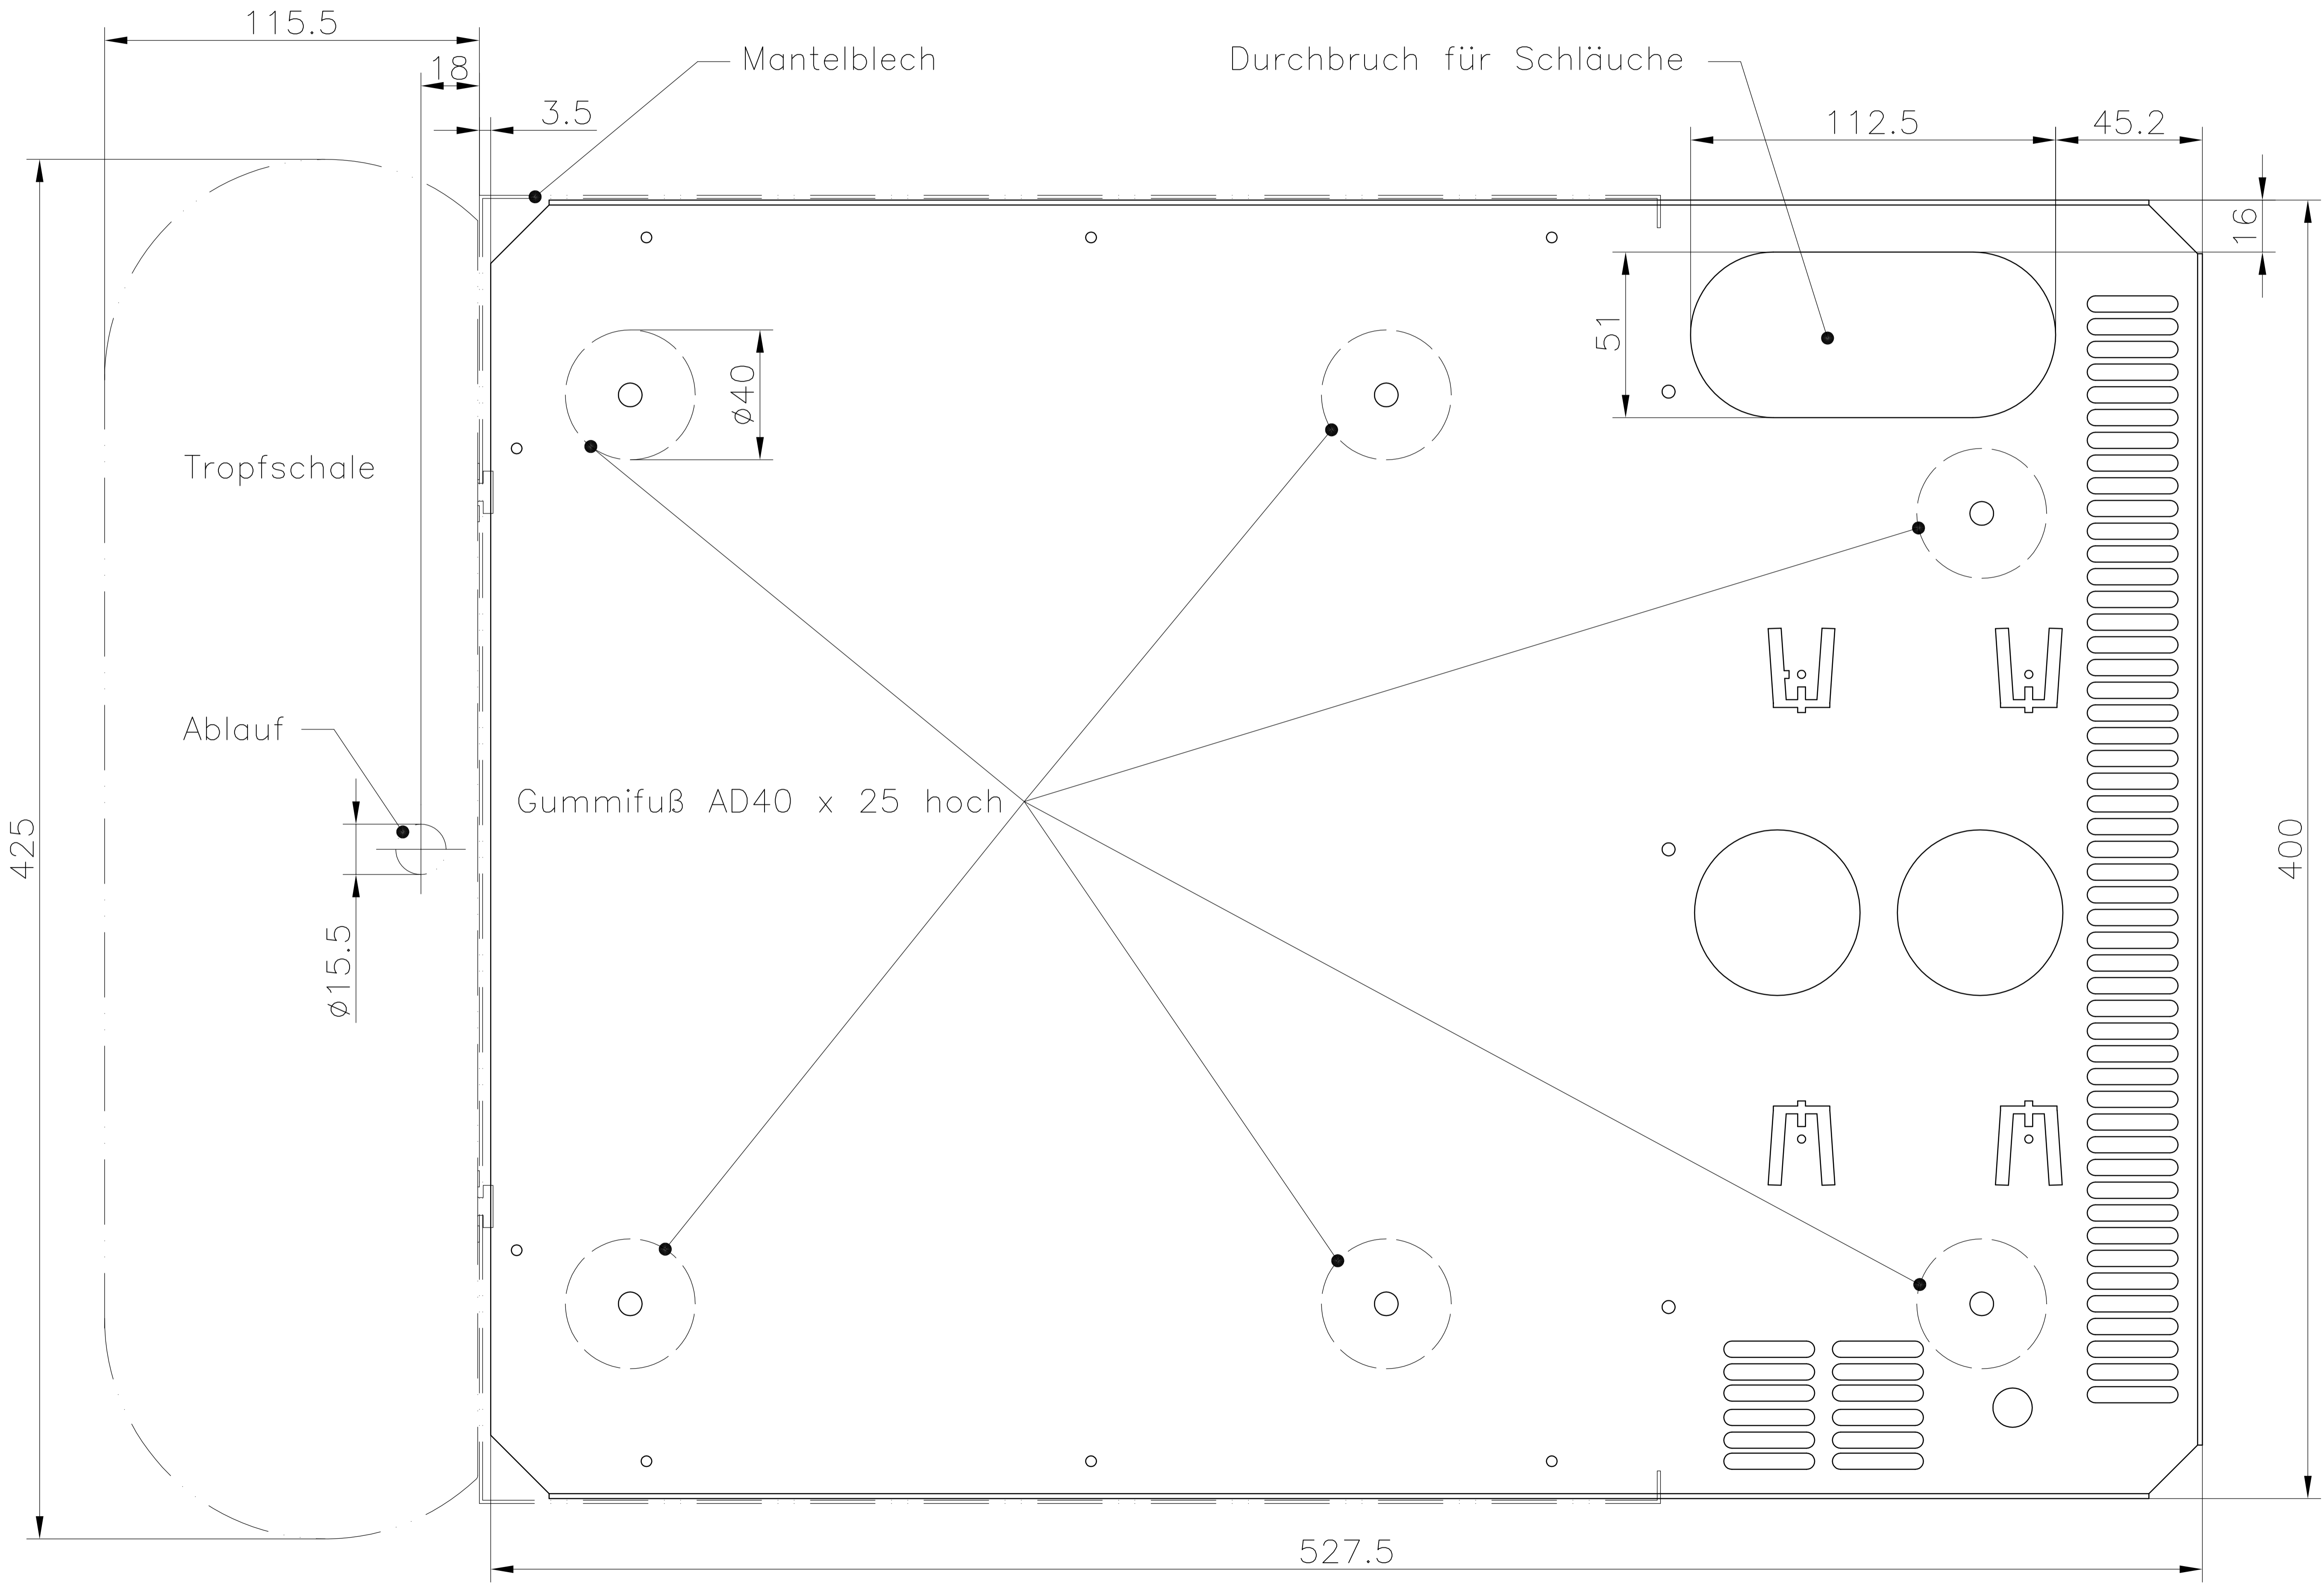 115.5
Mantelblech
Durchbruch für Schläuche
18
3.5
112.5
45.2
16
51
ø40
Tropfschale
Ablauf
Gummifuß AD40 x 25 hoch
425
400
ø15.5
527.5